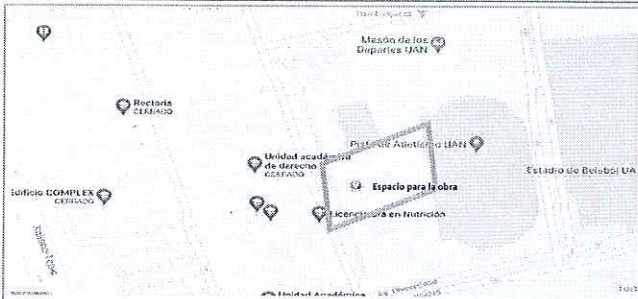 Mesón de los
Deportes UAN
Rectoría
CERRADO
Pista de Atletismo UAN
Unidad académica
de derecho
CERRADO
Estadio de Beisbol UA
Espacio para la obra
Edificio COMPLEX
CERRADO
Licenciatura en Nutrición
Unidad Académica